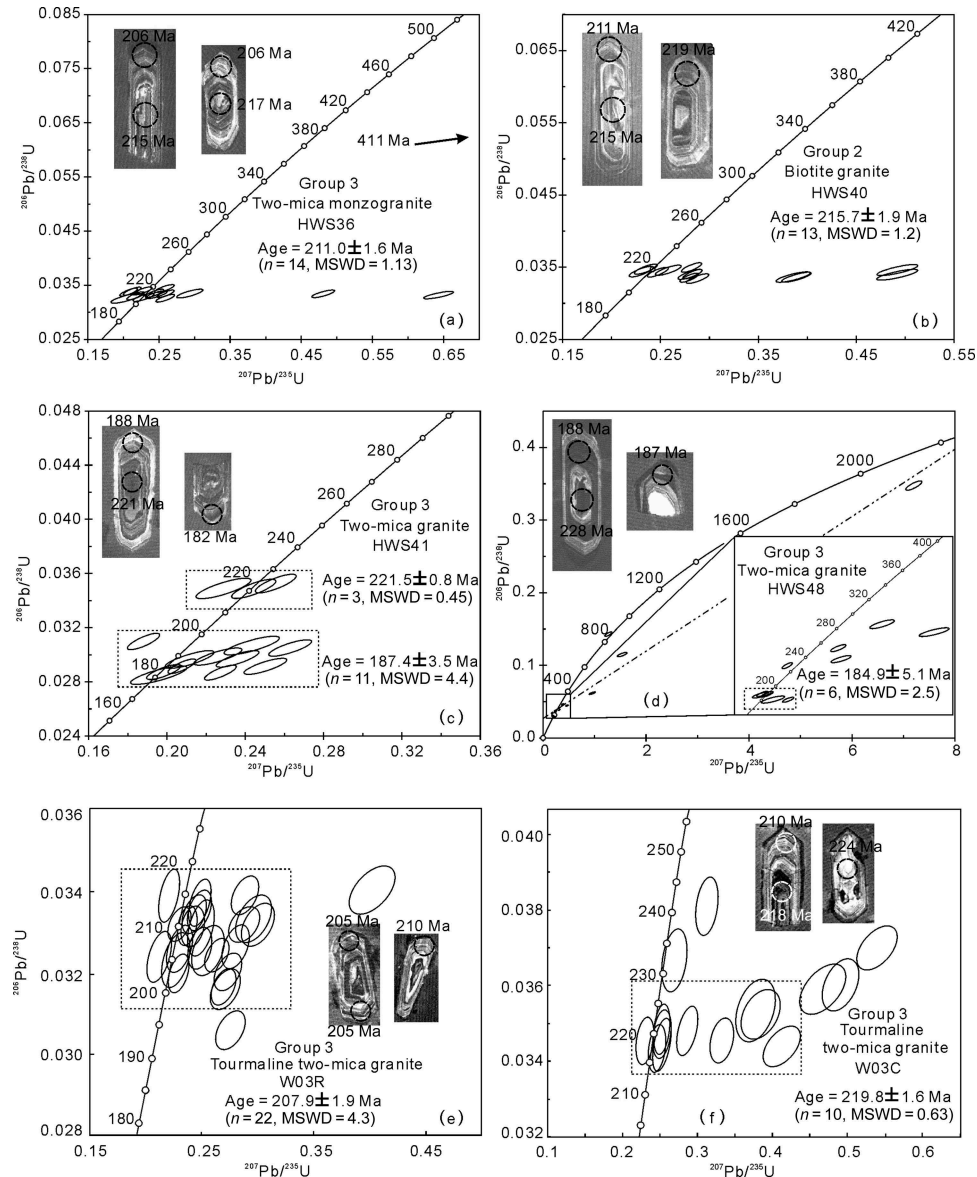 0.085
0.075
0.065
0.055
0.045
0.035
0.025
206Pb/238U
206 Ma
215 Ma
206 Ma
217 Ma
500
460
420
380
340
300
260
220
180
411 Ma
Group 3
Two-mica monzogranite
HWS36
Age = 211.0±1.6 Ma
(n = 14, MSWD = 1.13)
(a)
0.15 0.25 0.35 0.45 0.55 0.65
207Pb/235U
0.065
0.055
0.045
0.035
0.025
206Pb/238U
211 Ma
215 Ma
219 Ma
420
380
340
300
260
220
180
Group 2
Biotite granite
HWS40
Age = 215.7±1.9 Ma
(n = 13, MSWD = 1.2)
(b)
0.15 0.25 0.35 0.45 0.55
207Pb/235U
0.048
0.044
0.040
0.036
0.032
0.028
0.024
206Pb/238U
188 Ma
221 Ma
182 Ma
280
260
240
220
200
180
160
Group 3
Two-mica granite
HWS41
Age = 221.5±0.8 Ma
(n = 3, MSWD = 0.45)
Age = 187.4±3.5 Ma
(n = 11, MSWD = 4.4)
(c)
0.16 0.20 0.24 0.28 0.32 0.36
207Pb/235U
0.4
0.3
0.2
0.1
0
206Pb/238U
188 Ma
228 Ma
187 Ma
2000
1600
1200
800
400
Group 3
Two-mica granite
HWS48
400
360
320
280
240
200
Age = 184.9±5.1 Ma
(n = 6, MSWD = 2.5)
(d)
0 2 4 6 8
207Pb/235U
0.036
0.034
0.032
0.030
0.028
206Pb/238U
220
210
200
190
180
205 Ma
205 Ma
210 Ma
Group 3
Tourmaline two-mica granite
W03R
Age = 207.9±1.9 Ma
(n = 22, MSWD = 4.3)
(e)
0.15 0.25 0.35 0.45
207Pb/235U
0.040
0.038
0.036
0.034
0.032
206Pb/238U
250
240
230
220
210
210 Ma
218 Ma
224 Ma
Group 3
Tourmaline
two-mica granite
W03C
Age = 219.8±1.6 Ma
(n = 10, MSWD = 0.63)
(f)
0.1 0.2 0.3 0.4 0.5 0.6
207Pb/235U